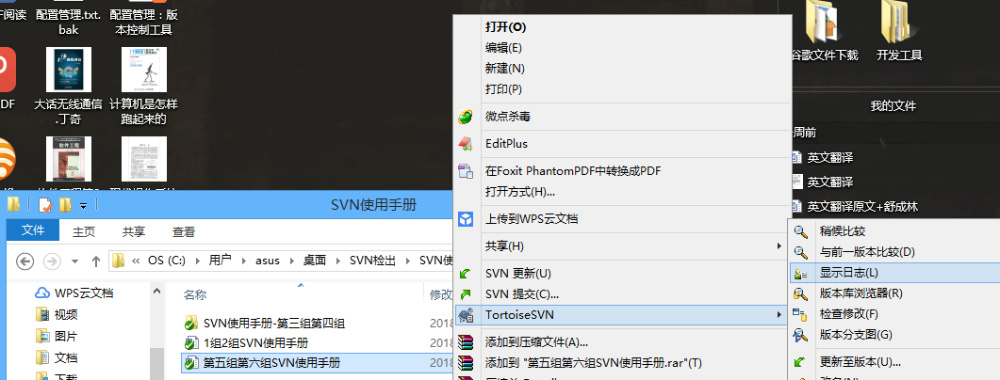 F阅读
配置管理.txt.
bak
配置管理：版
本控制工具
DF
大话无线通信
.丁奇
计算机是怎样
跑起来的
谷歌文件下载
开发工具
我的文件
周前
英文翻译
英文翻译
英文翻译原文+舒成林
SVN使用手册
文件
主页
共享
查看
« OS (C:) › 用户 › asus › 桌面 › SVN检出 › SVN使
WPS云文档
视频
图片
文档
下载
名称
修改
SVN使用手册-第三组第四组
2018
1组2组SVN使用手册
2018
第五组第六组SVN使用手册
2018
打开(O)
编辑(E)
新建(N)
打印(P)
微点杀毒
EditPlus
在Foxit PhantomPDF中转换成PDF
打开方式(H)...
上传到WPS云文档
共享(H)
SVN 更新(U)
SVN 提交(C)...
TortoiseSVN
添加到压缩文件(A)...
添加到 "第五组第六组SVN使用手册.rar"(T)
稍候比较
与前一版本比较(D)
显示日志(L)
版本库浏览器(R)
检查修改(F)
版本分支图(G)
更新至版本(U)...